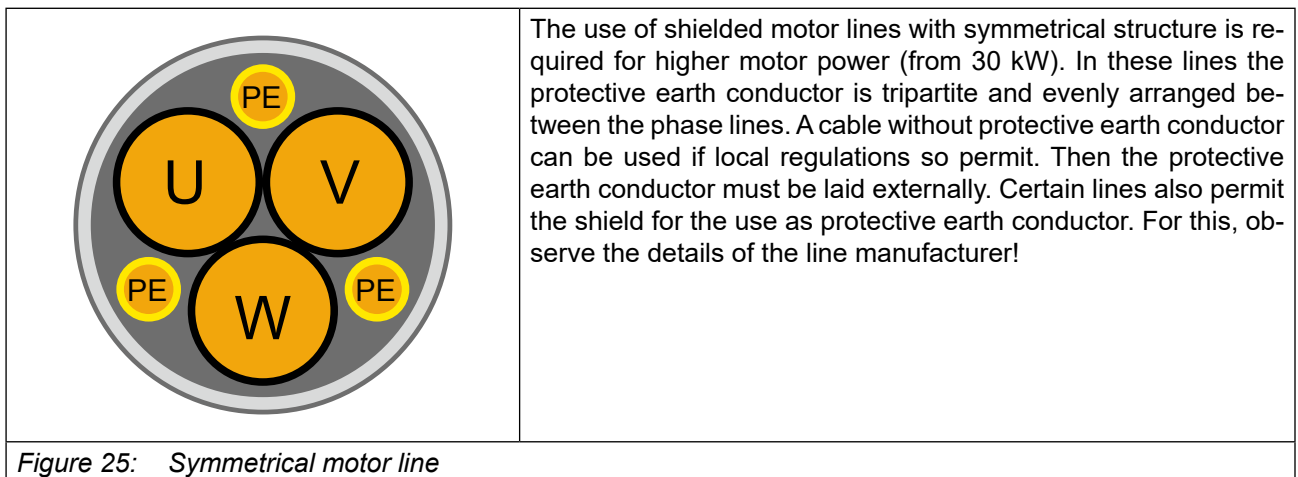 PE
U V
PE PE
W
The use of shielded motor lines with symmetrical structure is re-
quired for higher motor power (from 30 kW). In these lines the
protective earth conductor is tripartite and evenly arranged be-
tween the phase lines. A cable without protective earth conductor
can be used if local regulations so permit. Then the protective
earth conductor must be laid externally. Certain lines also permit
the shield for the use as protective earth conductor. For this, ob-
serve the details of the line manufacturer!
Figure 25: Symmetrical motor line